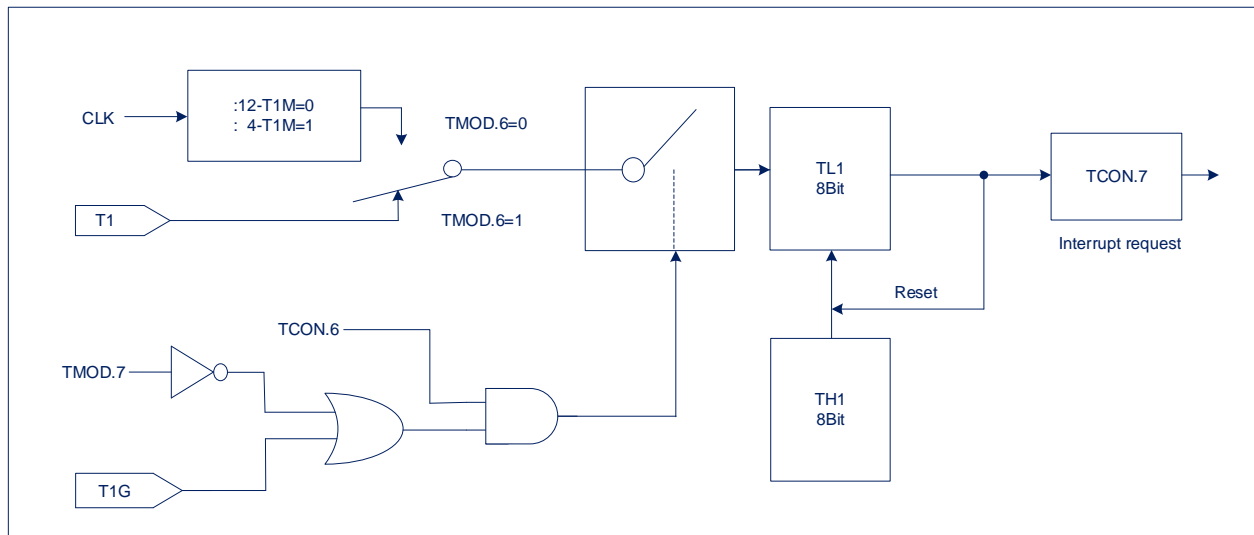 CLK
:12-T1M=0
: 4-T1M=1
TMOD.6=0
T1
TMOD.6=1
TL1
8Bit
TCON.7
Interrupt request
Reset
TCON.6
TMOD.7
TH1
8Bit
T1G